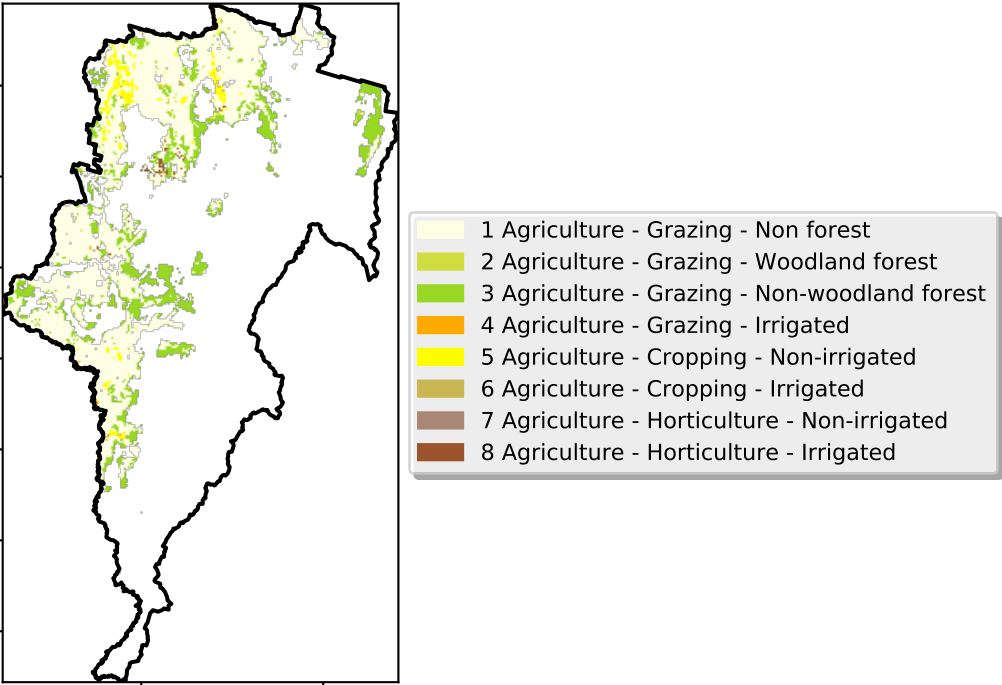 1 Agriculture - Grazing - Non forest
2 Agriculture - Grazing - Woodland forest
3 Agriculture - Grazing - Non-woodland forest
4 Agriculture - Grazing - Irrigated
5 Agriculture - Cropping - Non-irrigated
6 Agriculture - Cropping - Irrigated
7 Agriculture - Horticulture - Non-irrigated
8 Agriculture - Horticulture - Irrigated